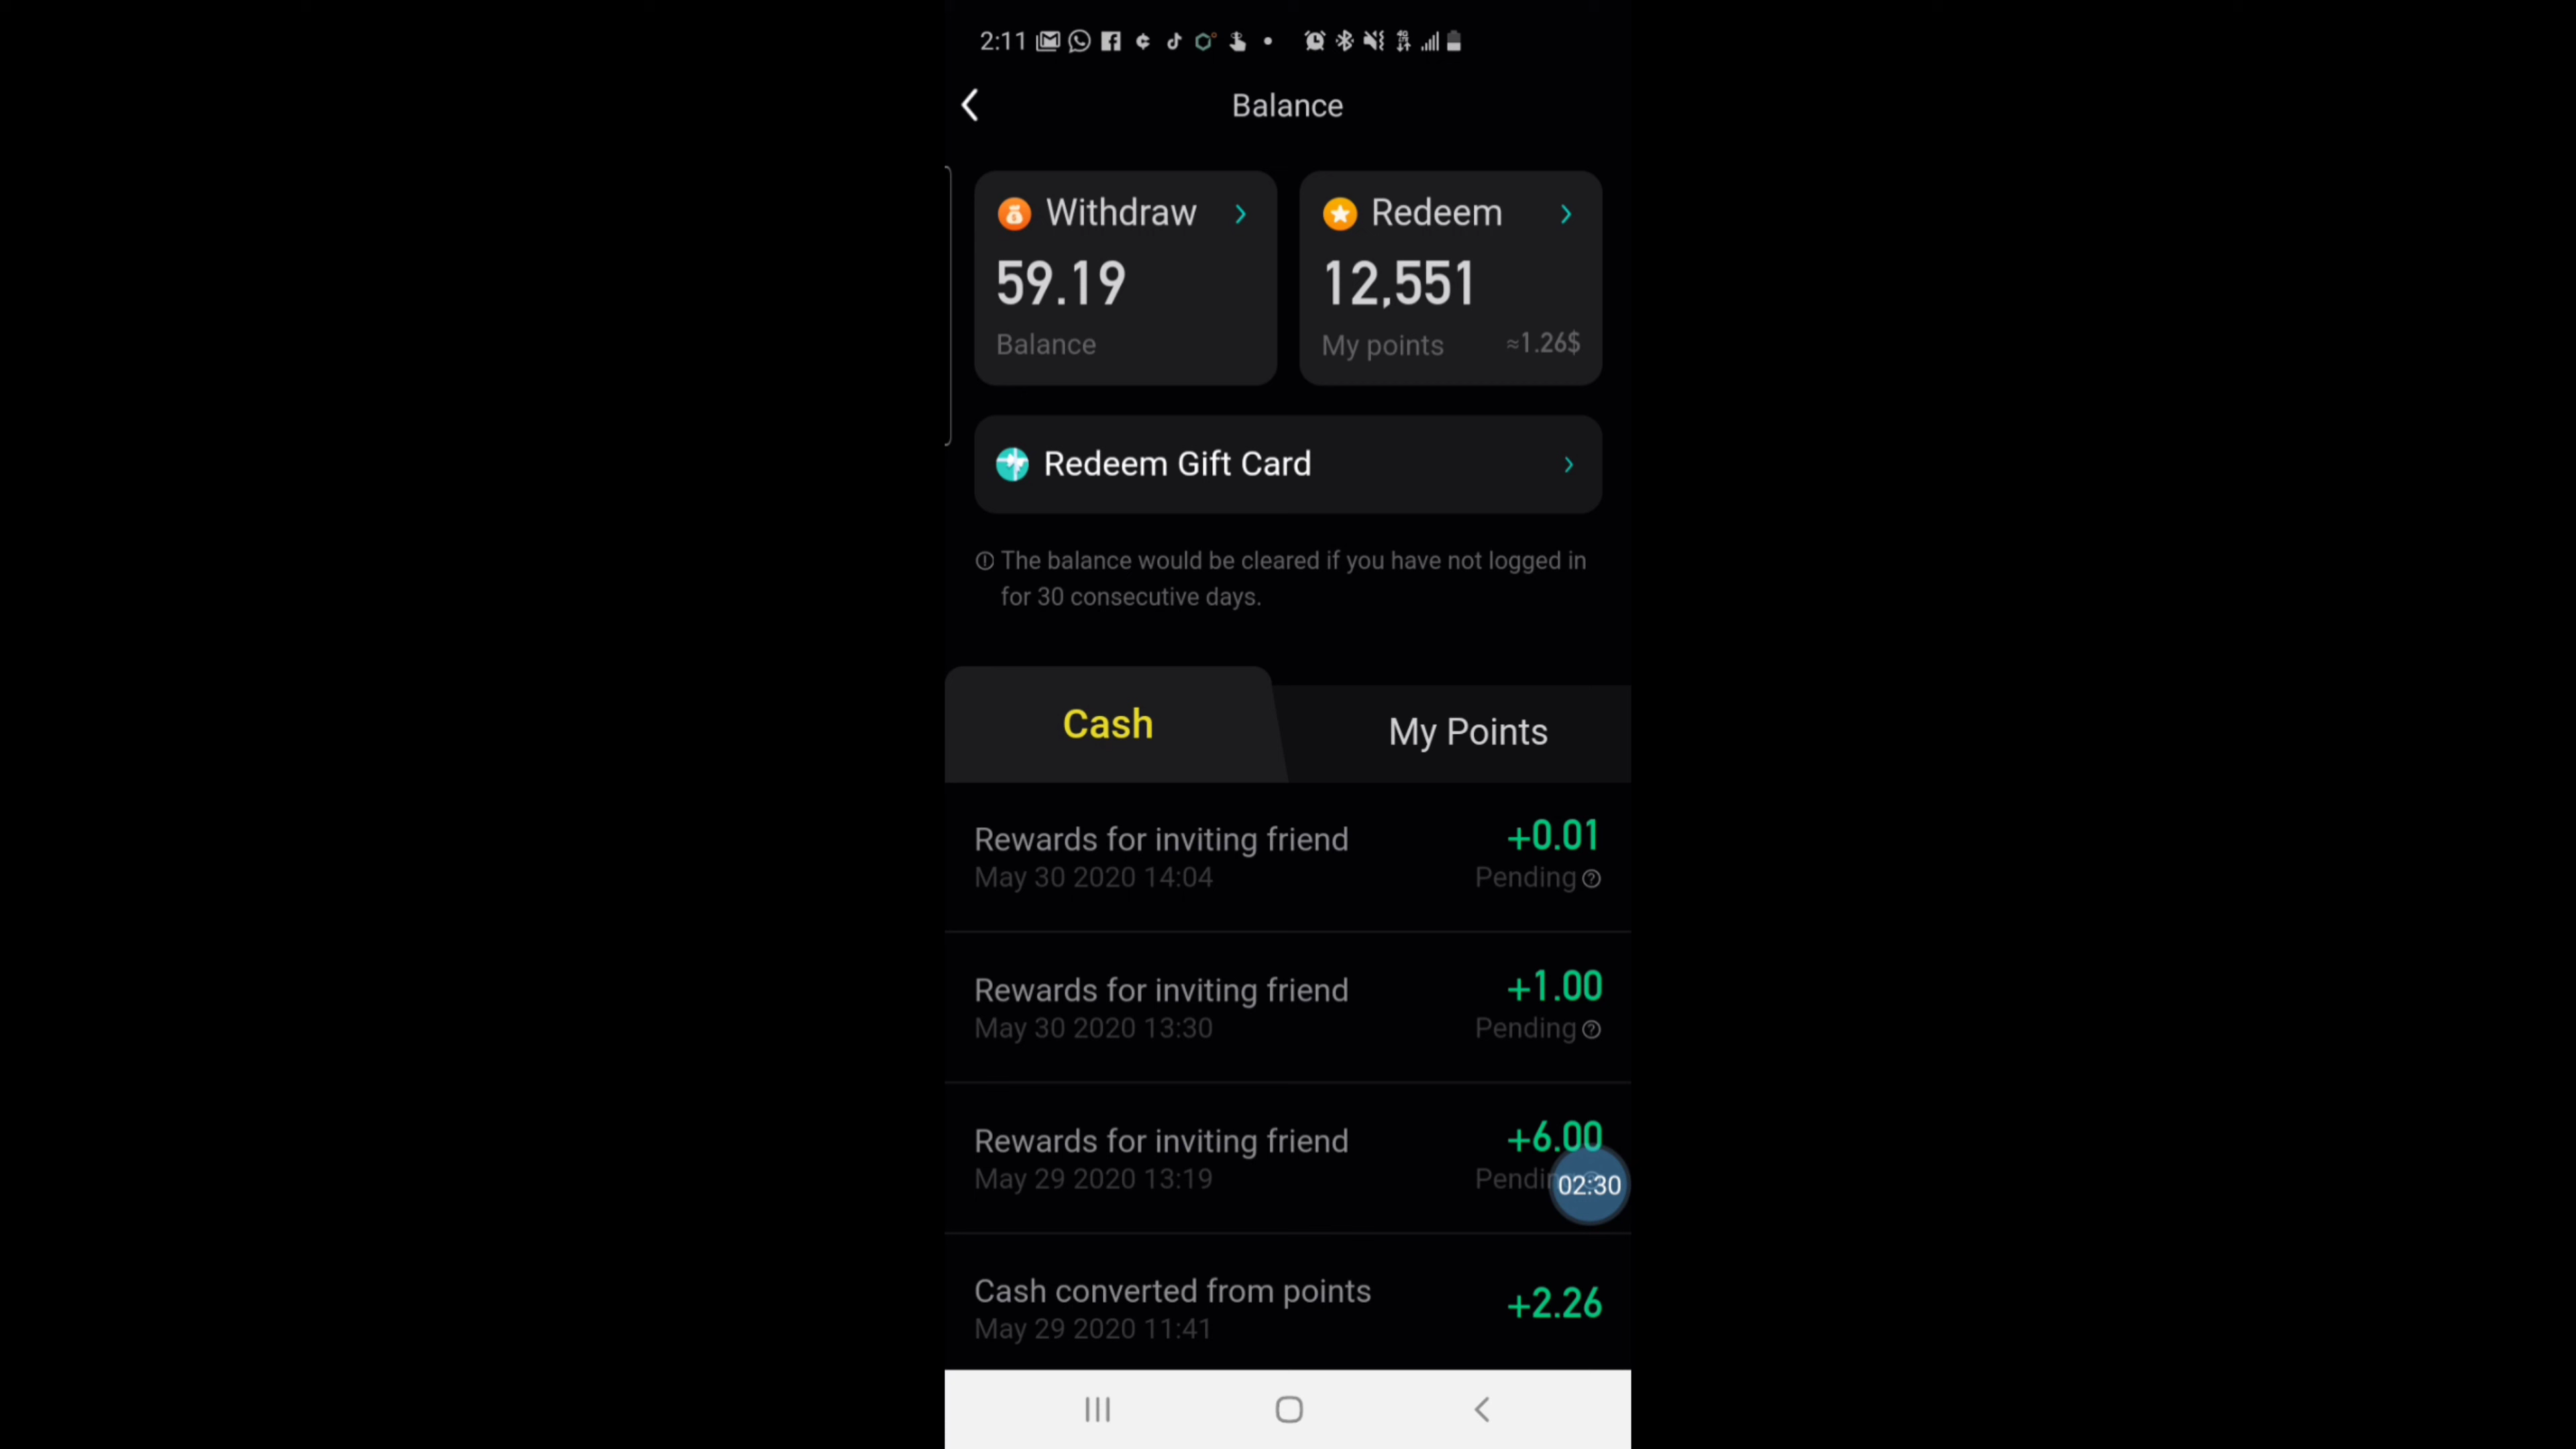 2:11
Balance
Withdraw
59.19
Balance
Redeem
12,551
My points ≈1.26$
Redeem Gift Card
The balance would be cleared if you have not logged in
for 30 consecutive days.
Cash
My Points
Rewards for inviting friend +0.01
May 30 2020 14:04 Pending
Rewards for inviting friend +1.00
May 30 2020 13:30 Pending
Rewards for inviting friend +6.00
May 29 2020 13:19 Pendin
02:30
Cash converted from points +2.26
May 29 2020 11:41